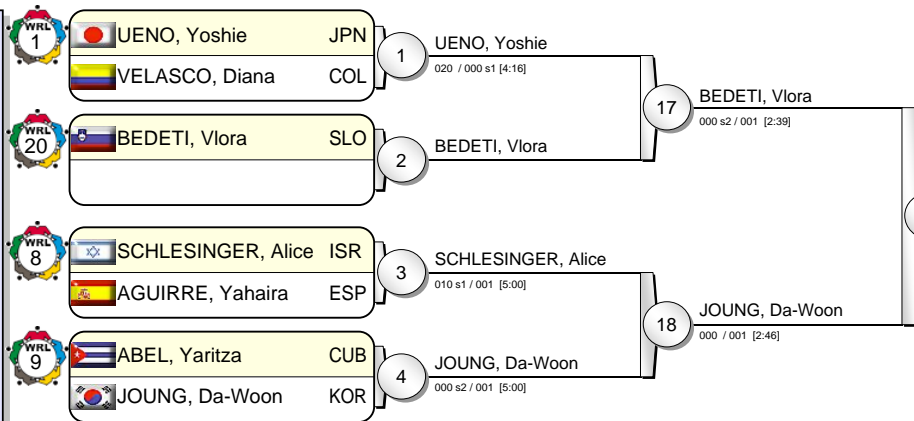 WRL
1
UENO, Yoshie JPN
VELASCO, Diana COL
1
UENO, Yoshie
020 / 000 s1 [4:16]
17
BEDETI, Vlora
000 s2 / 001 [2:39]
WRL
20
BEDETI, Vlora SLO
2
BEDETI, Vlora
WRL
8
SCHLESINGER, Alice ISR
AGUIRRE, Yahaira ESP
3
SCHLESINGER, Alice
010 s1 / 001 [5:00]
18
JOUNG, Da-Woon
000 / 001 [2:46]
WRL
9
ABEL, Yaritza CUB
JOUNG, Da-Woon KOR
4
JOUNG, Da-Woon
000 s2 / 001 [5:00]